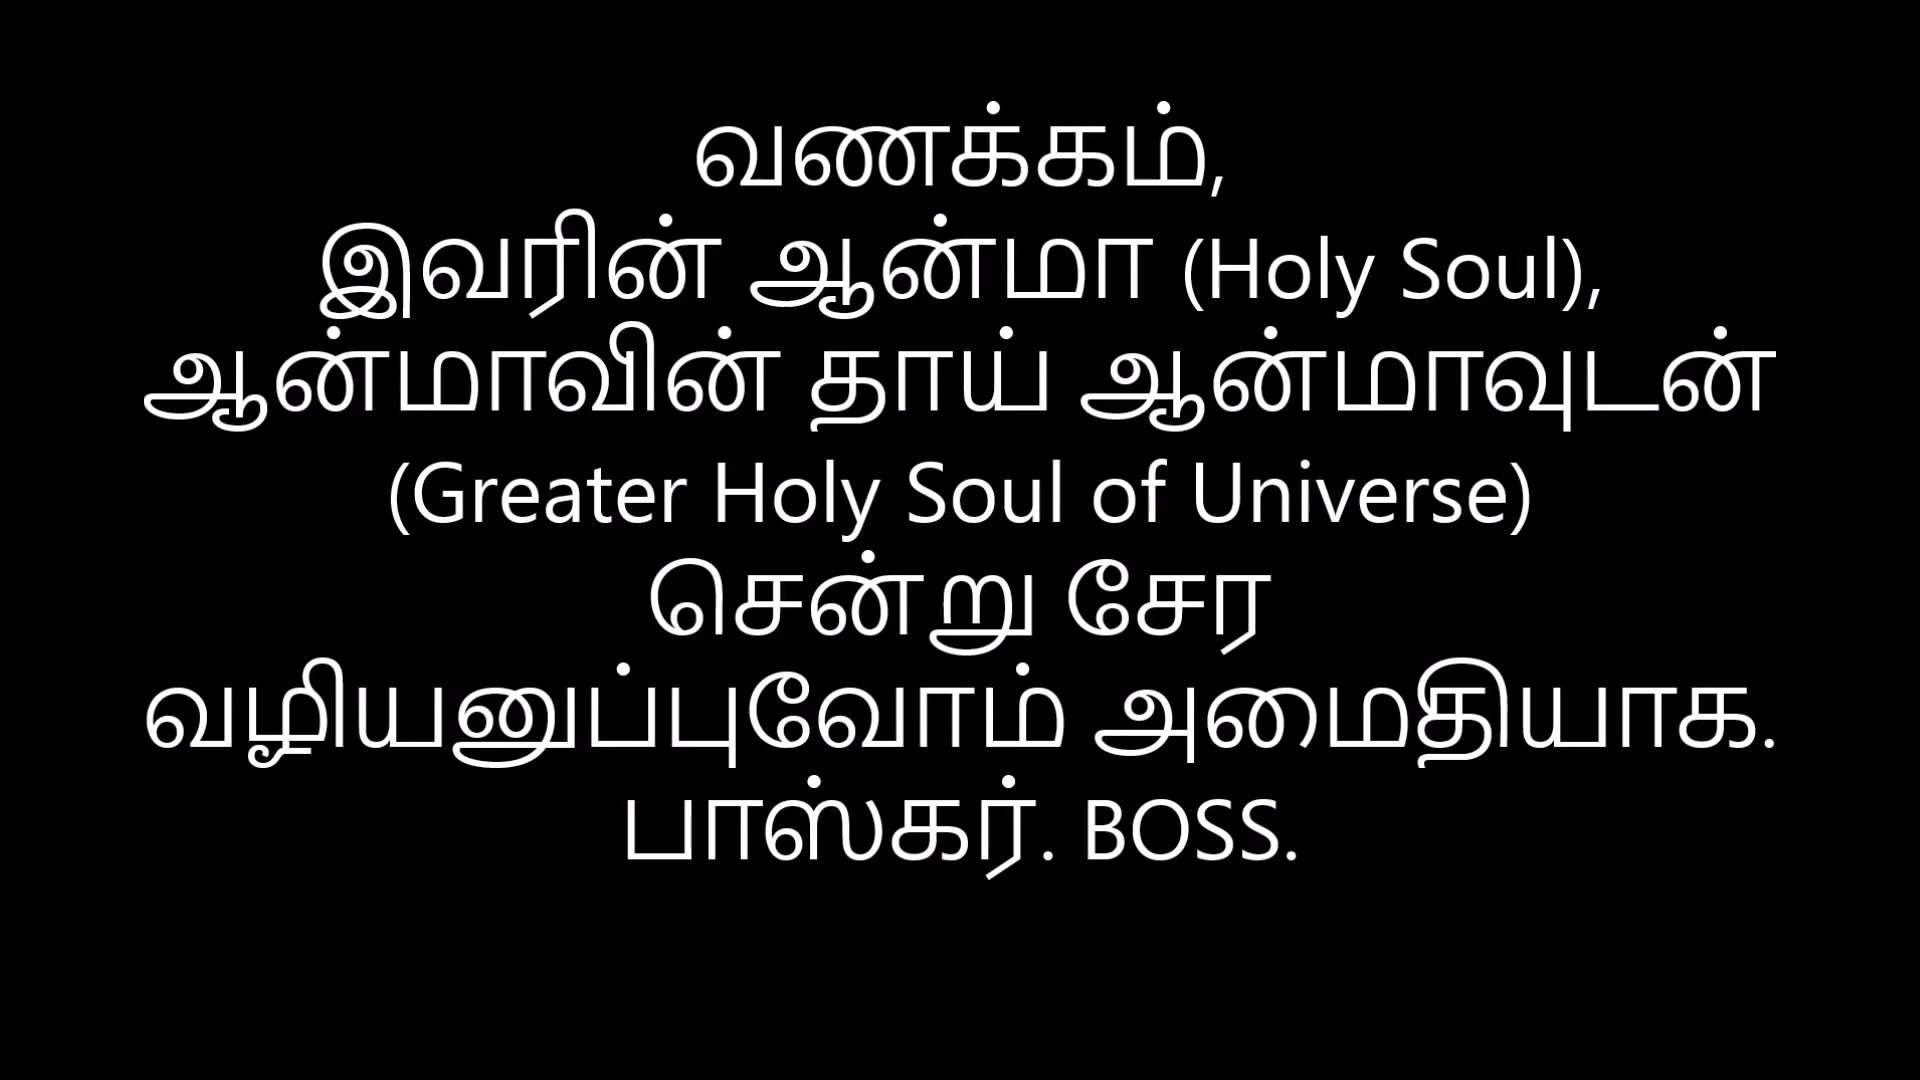 வணக்கம்,
இவரின் ஆன்மா (Holy Soul),
ஆன்மாவின் தாய் ஆன்மாவுடன்
(Greater Holy Soul of Universe)
சென்று சேர
வழியனுப்புவோம் அமைதியாக.
பாஸ்கர். BOSS.